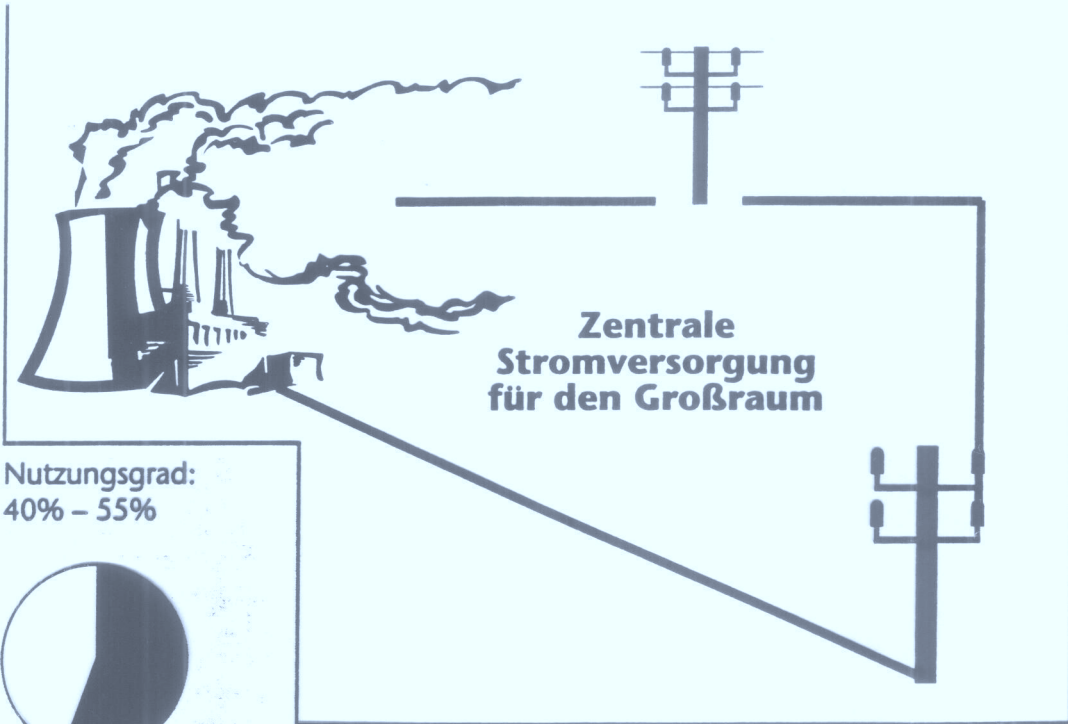 Zentrale
Stromversorgung
für den Großraum
Nutzungsgrad:
40% – 55%